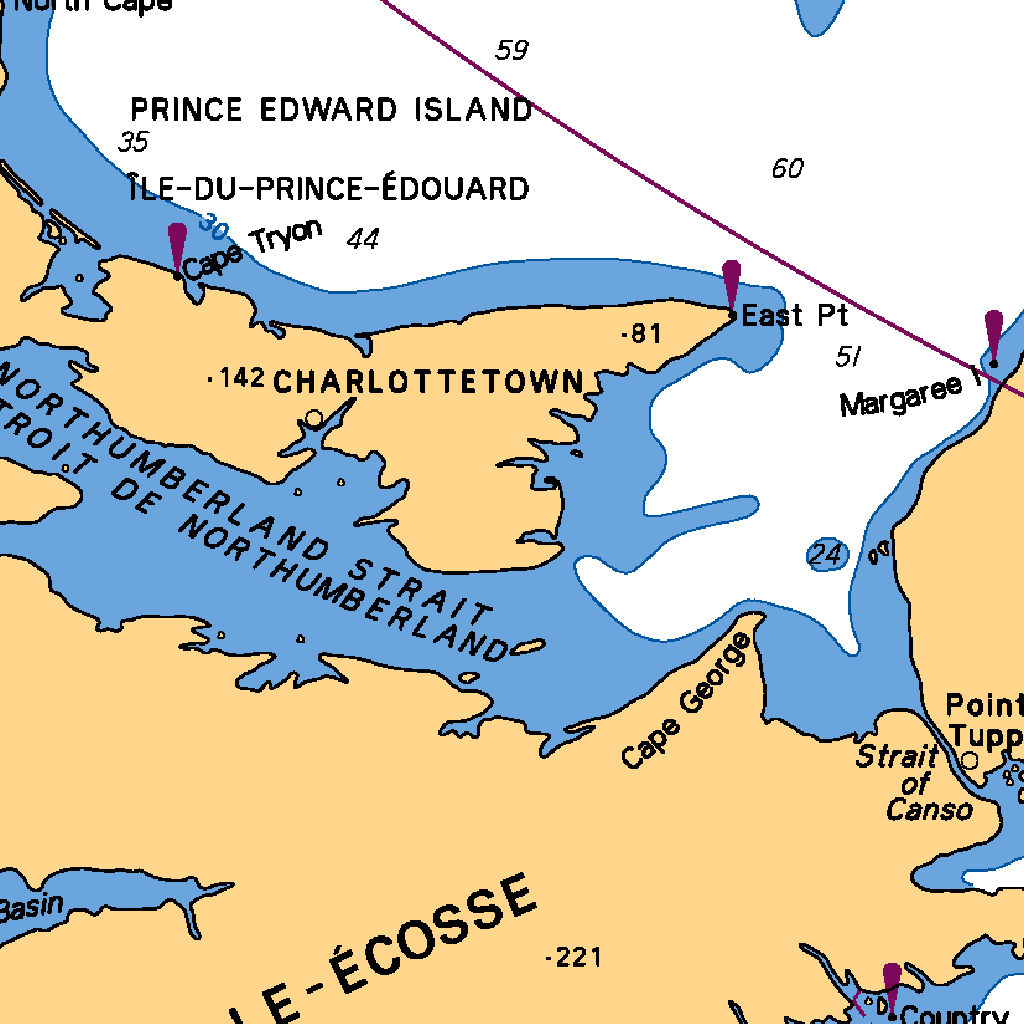 North Cape
59
PRINCE EDWARD ISLAND
35
60
ÎLE-DU-PRINCE-ÉDOUARD
30
Cape Tryon
44
East Pt
81
51
142
CHARLOTTETOWN
Margaree I
NORTHUMBERLAND STRAIT
TROIT DE NORTHUMBERLAND
24
Cape George
Point
Tupp
Strait
of
Canso
Basin
LE-ÉCOSSE
221
Country